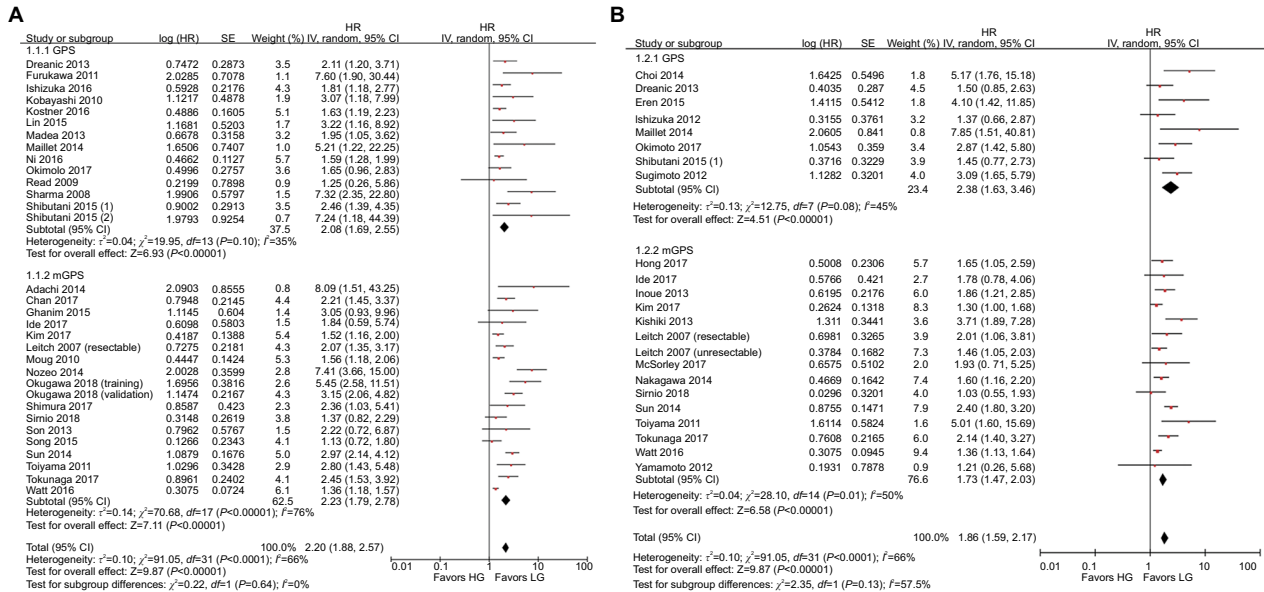 A
HR HR
Study or subgroup log (HR) SE Weight (%) IV, random, 95% CI IV, random, 95% CI
1.1.1 GPS
Dreanic 2013 0.7472 0.2873 3.5 2.11 (1.20, 3.71)
Furukawa 2011 2.0285 0.7078 1.1 7.60 (1.90, 30.44)
Ishizuka 2016 0.5928 0.2176 4.3 1.81 (1.18, 2.77)
Kobayashi 2010 1.1217 0.4878 1.9 3.07 (1.18, 7.99)
Kostner 2016 0.4886 0.1605 5.1 1.63 (1.19, 2.23)
Lin 2015 1.1681 0.5203 1.7 3.22 (1.16, 8.92)
Madea 2013 0.6678 0.3158 3.2 1.95 (1.05, 3.62)
Maillet 2014 1.6506 0.7407 1.0 5.21 (1.22, 22.25)
Ni 2016 0.4662 0.1127 5.7 1.59 (1.28, 1.99)
Okimolo 2017 0.4996 0.2757 3.6 1.65 (0.96, 2.83)
Read 2009 0.2199 0.7898 0.9 1.25 (0.26, 5.86)
Sharma 2008 1.9906 0.5797 1.5 7.32 (2.35, 22.80)
Shibutani 2015 (1) 0.9002 0.2913 3.5 2.46 (1.39, 4.35)
Shibutani 2015 (2) 1.9793 0.9254 0.7 7.24 (1.18, 44.39)
Subtotal (95% CI) 37.5 2.08 (1.69, 2.55)
Heterogeneity: τ²=0.04; χ²=19.95, df=13 (P=0.10); I²=35%
Test for overall effect: Z=6.93 (P<0.00001)
1.1.2 mGPS
Adachi 2014 2.0903 0.8555 0.8 8.09 (1.51, 43.25)
Chan 2017 0.7948 0.2145 4.4 2.21 (1.45, 3.37)
Ghanim 2015 1.1145 0.604 1.4 3.05 (0.93, 9.96)
Ide 2017 0.6098 0.5803 1.5 1.84 (0.59, 5.74)
Kim 2017 0.4187 0.1388 5.4 1.52 (1.16, 2.00)
Leitch 2007 (resectable) 0.7275 0.2181 4.3 2.07 (1.35, 3.17)
Moug 2010 0.4447 0.1424 5.3 1.56 (1.18, 2.06)
Nozeo 2014 2.0028 0.3599 2.8 7.41 (3.66, 15.00)
Okugawa 2018 (training) 1.6956 0.3816 2.6 5.45 (2.58, 11.51)
Okugawa 2018 (validation) 1.1474 0.2167 4.3 3.15 (2.06, 4.82)
Shimura 2017 0.8587 0.423 2.3 2.36 (1.03, 5.41)
Sirnio 2018 0.3148 0.2619 3.8 1.37 (0.82, 2.29)
Son 2013 0.7962 0.5767 1.5 2.22 (0.72, 6.87)
Song 2015 0.1266 0.2343 4.1 1.13 (0.72, 1.80)
Sun 2014 1.0879 0.1676 5.0 2.97 (2.14, 4.12)
Toiyama 2011 1.0296 0.3428 2.9 2.80 (1.43, 5.48)
Tokunaga 2017 0.8961 0.2402 4.1 2.45 (1.53, 3.92)
Watt 2016 0.3075 0.0724 6.1 1.36 (1.18, 1.57)
Subtotal (95% CI) 62.5 2.23 (1.79, 2.78)
Heterogeneity: τ²=0.14; χ²=70.68, df=17 (P<0.00001); I²=76%
Test for overall effect: Z=7.11 (P<0.00001)
Total (95% CI) 100.0% 2.20 (1.88, 2.57)
Heterogeneity: τ²=0.10; χ²=91.05, df=31 (P<0.0001); I²=66%
Test for overall effect: Z=9.87 (P<0.00001)
Test for subgroup differences: χ²=0.22, df=1 (P=0.64); I²=0%
0.01 0.1 1 10 100
Favors HG Favors LG
B
HR HR
Study or subgroup log (HR) SE Weight (%) IV, random, 95% CI IV, random, 95% CI
1.2.1 GPS
Choi 2014 1.6425 0.5496 1.8 5.17 (1.76, 15.18)
Dreanic 2013 0.4035 0.287 4.5 1.50 (0.85, 2.63)
Eren 2015 1.4115 0.5412 1.8 4.10 (1.42, 11.85)
Ishizuka 2012 0.3155 0.3761 3.2 1.37 (0.66, 2.87)
Maillet 2014 2.0605 0.841 0.8 7.85 (1.51, 40.81)
Okimoto 2017 1.0543 0.359 3.4 2.87 (1.42, 5.80)
Shibutani 2015 (1) 0.3716 0.3229 3.9 1.45 (0.77, 2.73)
Sugimoto 2012 1.1282 0.3201 4.0 3.09 (1.65, 5.79)
Subtotal (95% CI) 23.4 2.38 (1.63, 3.46)
Heterogeneity: τ²=0.13; χ²=12.75, df=7 (P=0.08); I²=45%
Test for overall effect: Z=4.51 (P<0.00001)
1.2.2 mGPS
Hong 2017 0.5008 0.2306 5.7 1.65 (1.05, 2.59)
Ide 2017 0.5766 0.421 2.7 1.78 (0.78, 4.06)
Inoue 2013 0.6195 0.2176 6.0 1.86 (1.21, 2.85)
Kim 2017 0.2624 0.1318 8.3 1.30 (1.00, 1.68)
Kishiki 2013 1.311 0.3441 3.6 3.71 (1.89, 7.28)
Leitch 2007 (resectable) 0.6981 0.3265 3.9 2.01 (1.06, 3.81)
Leitch 2007 (unresectable) 0.3784 0.1682 7.3 1.46 (1.05, 2.03)
McSorley 2017 0.6575 0.5102 2.0 1.93 (0.71, 5.25)
Nakagawa 2014 0.4669 0.1642 7.4 1.60 (1.16, 2.20)
Sirnio 2018 0.0296 0.3201 4.0 1.03 (0.55, 1.93)
Sun 2014 0.8755 0.1471 7.9 2.40 (1.80, 3.20)
Toiyama 2011 1.6114 0.5824 1.6 5.01 (1.60, 15.69)
Tokunaga 2017 0.7608 0.2165 6.0 2.14 (1.40, 3.27)
Watt 2016 0.3075 0.0945 9.4 1.36 (1.13, 1.64)
Yamamoto 2012 0.1931 0.7878 0.9 1.21 (0.26, 5.68)
Subtotal (95% CI) 76.6 1.73 (1.47, 2.03)
Heterogeneity: τ²=0.04; χ²=28.10, df=14 (P=0.01); I²=50%
Test for overall effect: Z=6.58 (P<0.00001)
Total (95% CI) 100.0% 1.86 (1.59, 2.17)
Heterogeneity: τ²=0.10; χ²=91.05, df=31 (P<0.0001); I²=66%
Test for overall effect: Z=9.87 (P<0.00001)
Test for subgroup differences: χ²=2.35, df=1 (P=0.13); I²=57.5%
0.01 0.1 1 10 100
Favors HG Favors LG